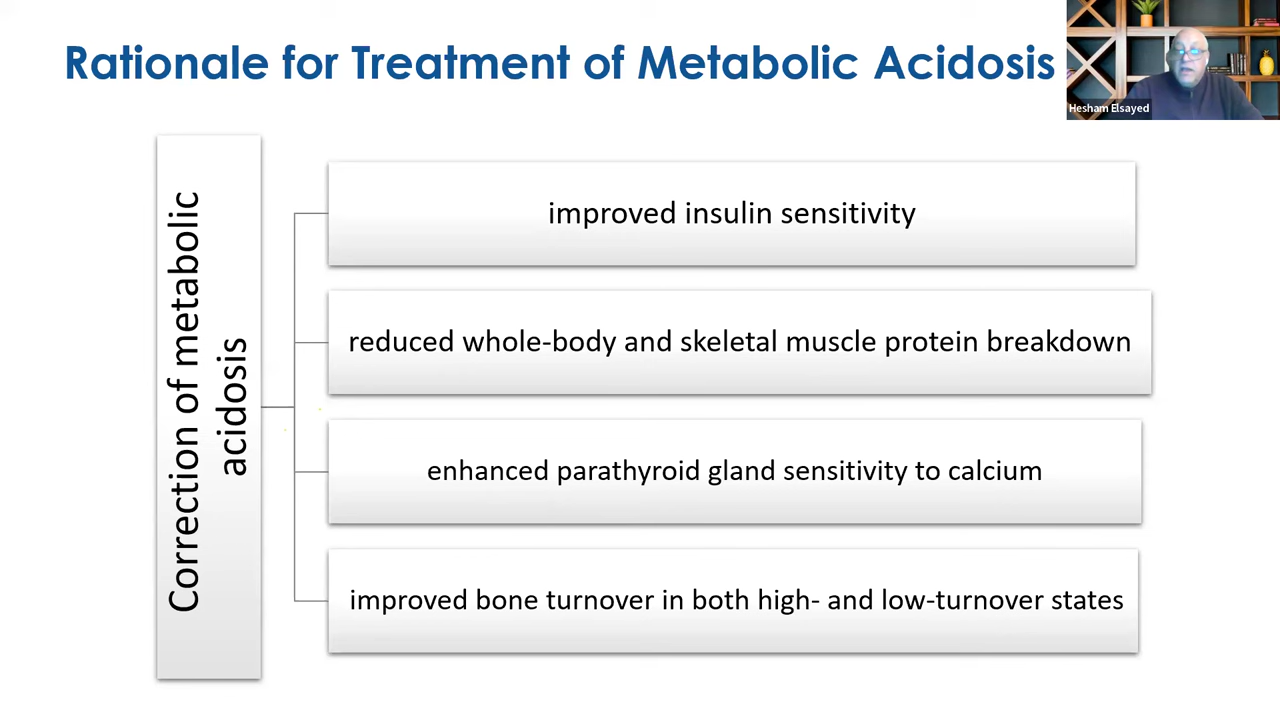 Rationale for Treatment of Metabolic Acidosis
Hesham Elsayed
Correction of metabolic
acidosis
improved insulin sensitivity
reduced whole-body and skeletal muscle protein breakdown
enhanced parathyroid gland sensitivity to calcium
improved bone turnover in both high- and low-turnover states